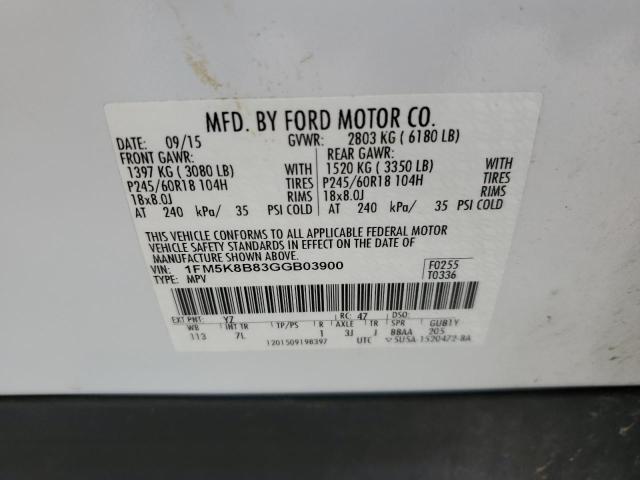 MFD. BY FORD MOTOR CO.
DATE: 09/15 GVWR: 2803 KG ( 6180 LB)
FRONT GAWR: REAR GAWR:
1397 KG ( 3080 LB) WITH 1520 KG ( 3350 LB) WITH
P245/60R18 104H TIRES P245/60R18 104H TIRES
18x8.0J RIMS 18x8.0J RIMS
AT 240 kPa/ 35 PSI COLD AT 240 kPa/ 35 PSI COLD
THIS VEHICLE CONFORMS TO ALL APPLICABLE FEDERAL MOTOR
VEHICLE SAFETY STANDARDS IN EFFECT ON THE DATE OF
MANUFACTURE SHOWN ABOVE.
VIN: 1FM5K8B83GGB03900 F0255
TYPE: MPV T0336
EXT PNT: YZ RC: 47 DSO:
WB INT TR TP/PS R AXLE TR SPR GUB1Y
113 7L 1 3J J BBAA 205
1201509198397 UTC ▽5U5A-1520472-BA